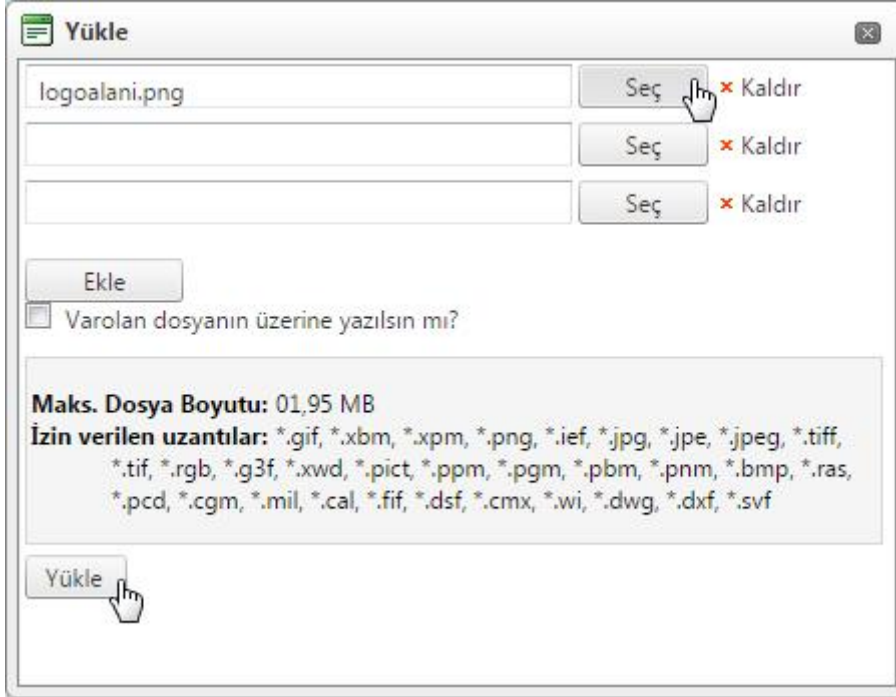 Yükle
logoalani.png Seç Kaldır
Seç Kaldır
Seç Kaldır
Ekle
Varolan dosyanın üzerine yazılsın mı?
Maks. Dosya Boyutu: 01,95 MB
İzin verilen uzantılar: *.gif, *.xbm, *.xpm, *.png, *.ief, *.jpg, *.jpe, *.jpeg, *.tiff,
*.tif, *.rgb, *.g3f, *.xwd, *.pict, *.ppm, *.pgm, *.pbm, *.pnm, *.bmp, *.ras,
*.pcd, *.cgm, *.mil, *.cal, *.fif, *.dsf, *.cmx, *.wi, *.dwg, *.dxf, *.svf
Yükle